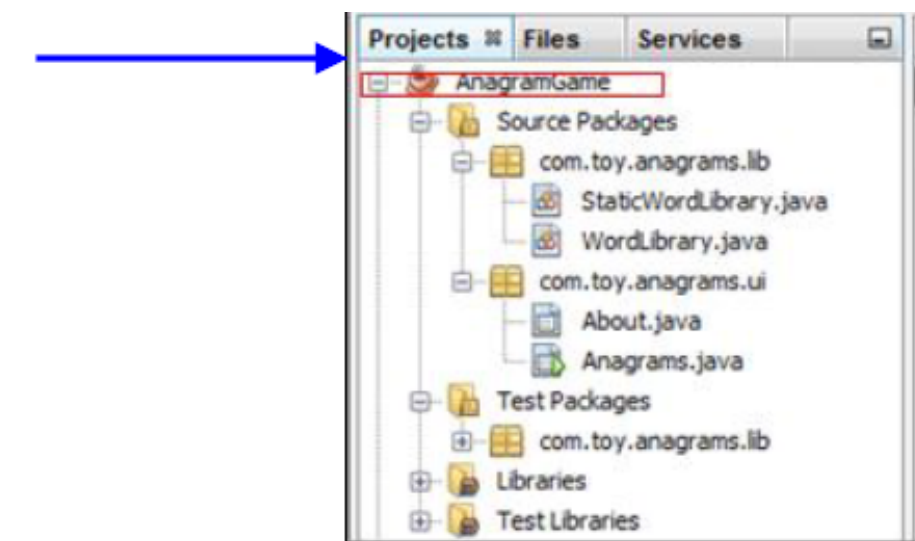 Projects Files Services
AnagramGame
Source Packages
com.toy.anagrams.lib
StaticWordLibrary.java
WordLibrary.java
com.toy.anagrams.ui
About.java
Anagrams.java
Test Packages
com.toy.anagrams.lib
Libraries
Test Libraries